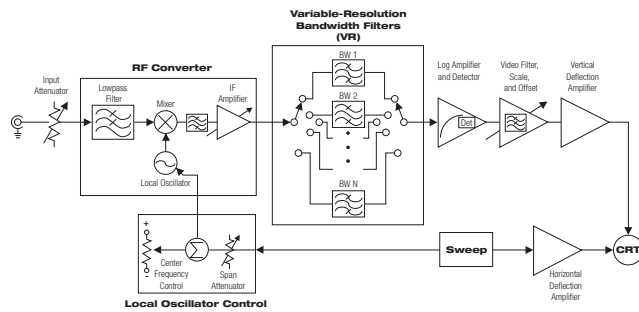 Variable-Resolution
Bandwidth Filters
(VR)
RF Converter
Input
Attenuator
Lowpass
Filter
Mixer
IF
Amplifier
Local Oscillator
BW 1
BW 2
BW N
Log Amplifier
and Detector
Det
Video Filter,
Scale,
and Offset
Vertical
Deflection
Amplifier
+
-
Σ
Center
Frequency
Control
Span
Attenuator
Local Oscillator Control
Sweep
Horizontal
Deflection
Amplifier
CRT